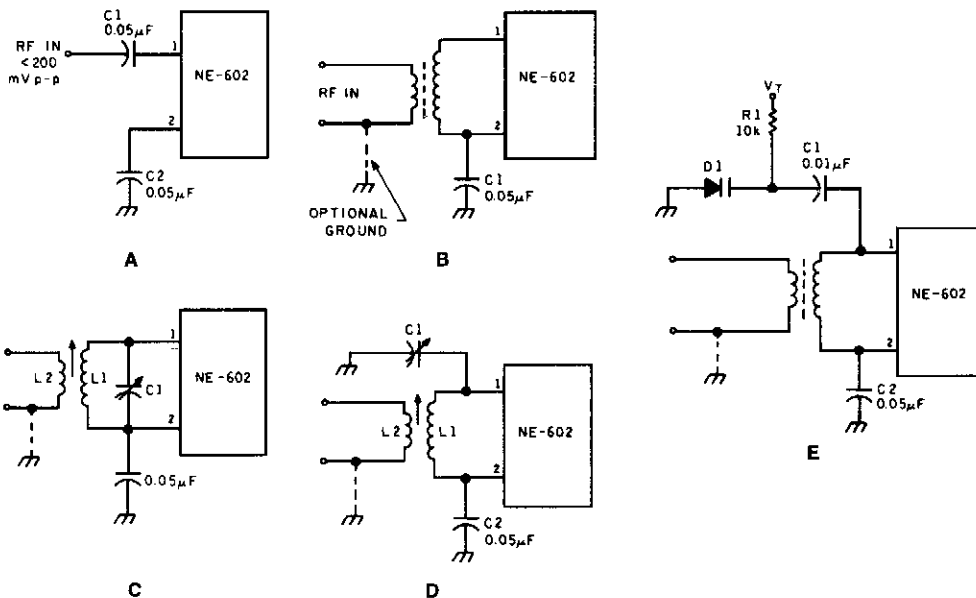 C1
0.05µF
RF IN
<200
mV p-p
1
NE-602
2
C2
0.05µF
A
1
NE-602
RF IN
2
C1
0.05µF
OPTIONAL
GROUND
B
1
NE-602
L2
L1
C1
2
0.05µF
C
C1
1
NE-602
L2
L1
2
C2
0.05µF
D
VT
R1
10k
D1
C1
0.01µF
1
NE-602
2
C2
0.05µF
E